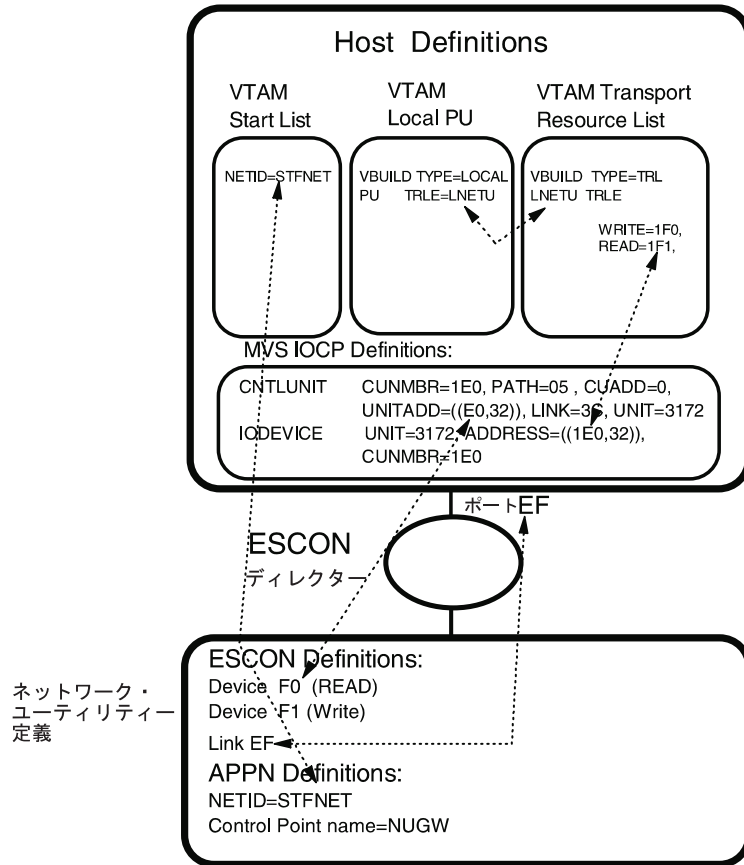 Host Definitions
VTAM
Start List
NETID=STFNET
VTAM
Local PU
VBUILD TYPE=LOCAL
PU TRLE=LNETU
VTAM Transport
Resource List
VBUILD TYPE=TRL
LNETU TRLE
WRITE=1F0,
READ=1F1,
MVS IOCP Definitions:
CNTLUNIT CUNMBR=1E0, PATH=05 , CUADD=0,
UNITADD=((E0,32)), LINK=3C, UNIT=3172
IODEVICE UNIT=3172, ADDRESS=((1E0,32)),
CUNMBR=1E0
ポートEF
ESCON
ディレクター
ネットワーク・
ユーティリティー
定義
ESCON Definitions:
Device F0 (READ)
Device F1 (Write)
Link EF
APPN Definitions:
NETID=STFNET
Control Point name=NUGW